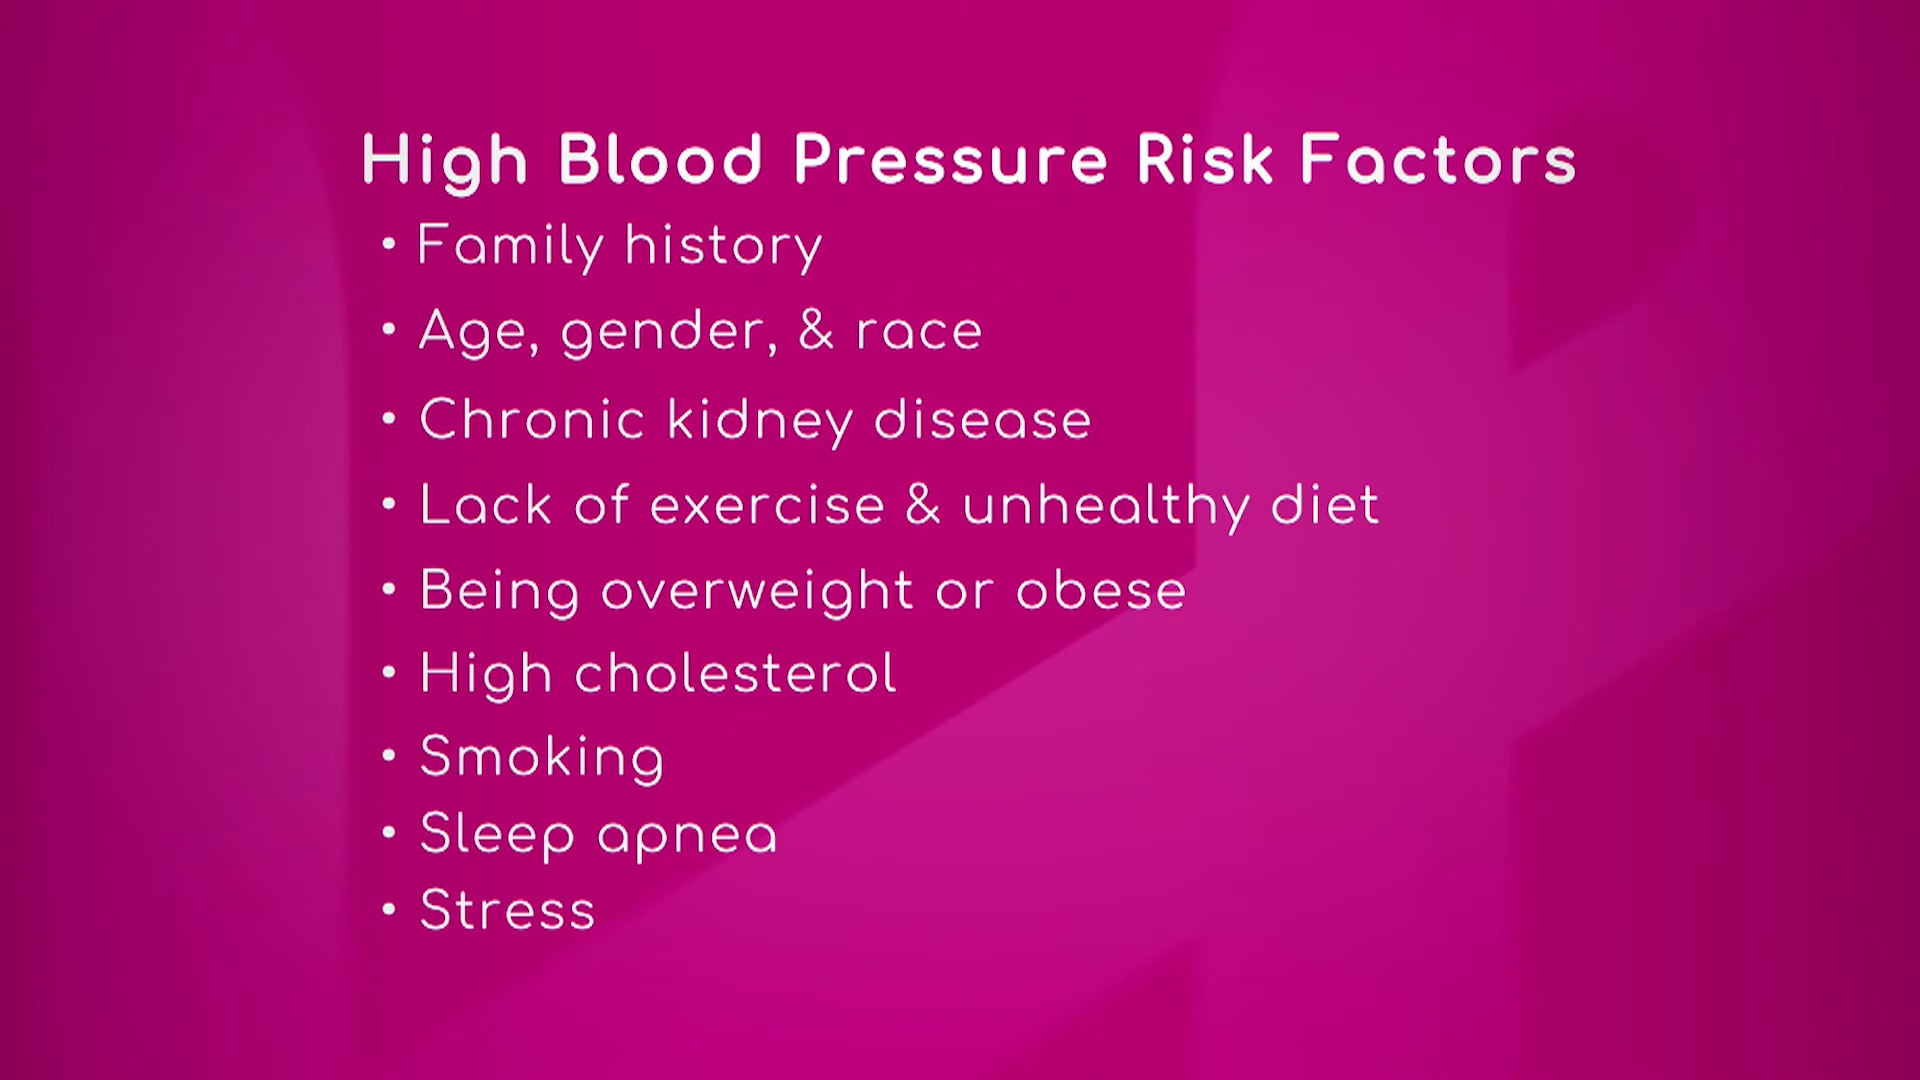 High Blood Pressure Risk Factors
• Family history
• Age, gender, & race
• Chronic kidney disease
• Lack of exercise & unhealthy diet
• Being overweight or obese
• High cholesterol
• Smoking
• Sleep apnea
• Stress